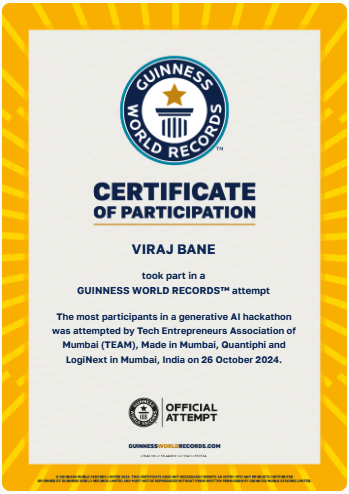 GUINNESS
WORLD RECORDS
TM
CERTIFICATE
OF PARTICIPATION
VIRAJ BANE
took part in a
GUINNESS WORLD RECORDS™ attempt
The most participants in a generative AI hackathon
was attempted by Tech Entrepreneurs Association of
Mumbai (TEAM), Made in Mumbai, Quantiphi and
LogiNext in Mumbai, India on 26 October 2024.
OFFICIAL
ATTEMPT
GUINNESSWORLDRECORDS.COM